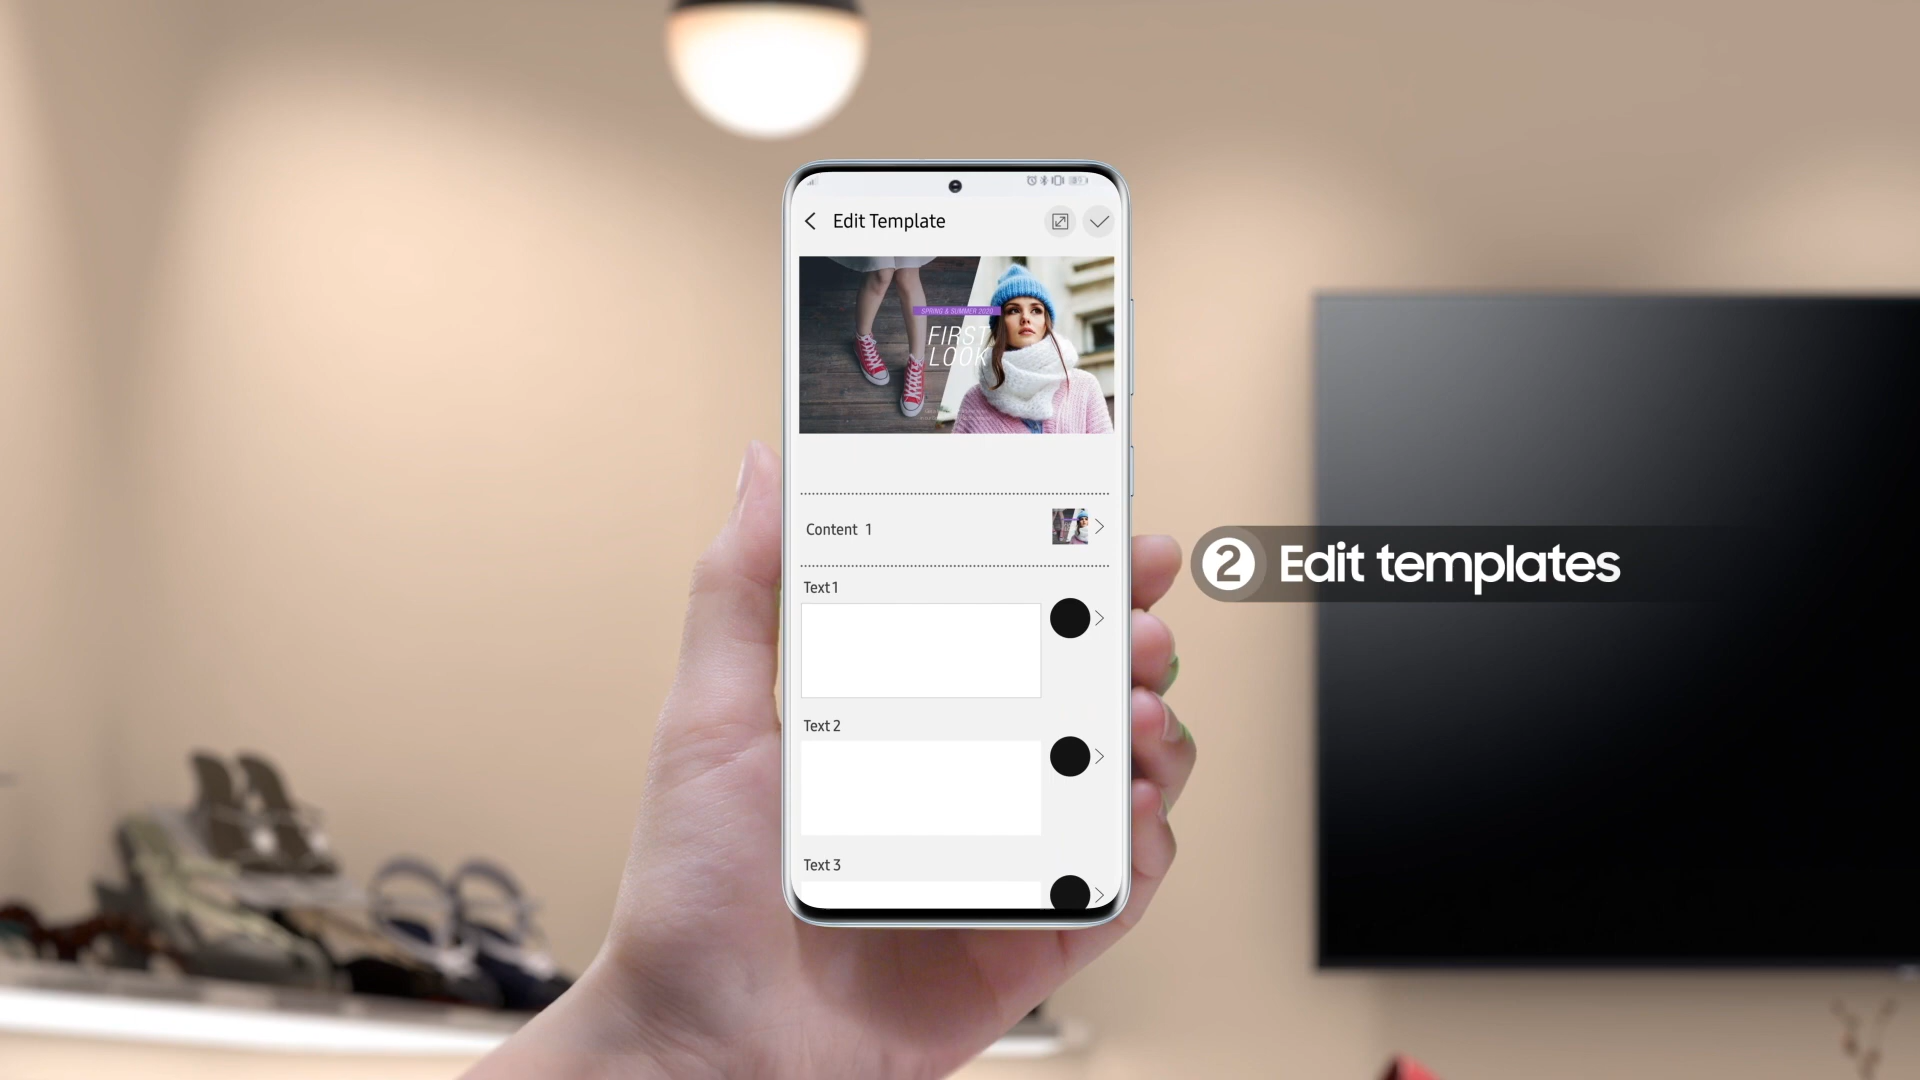 Edit Template
SPRING & SUMMER 2020
FIRST
LOOK
Content 1
Text 1
2 Edit templates
Text 2
Text 3